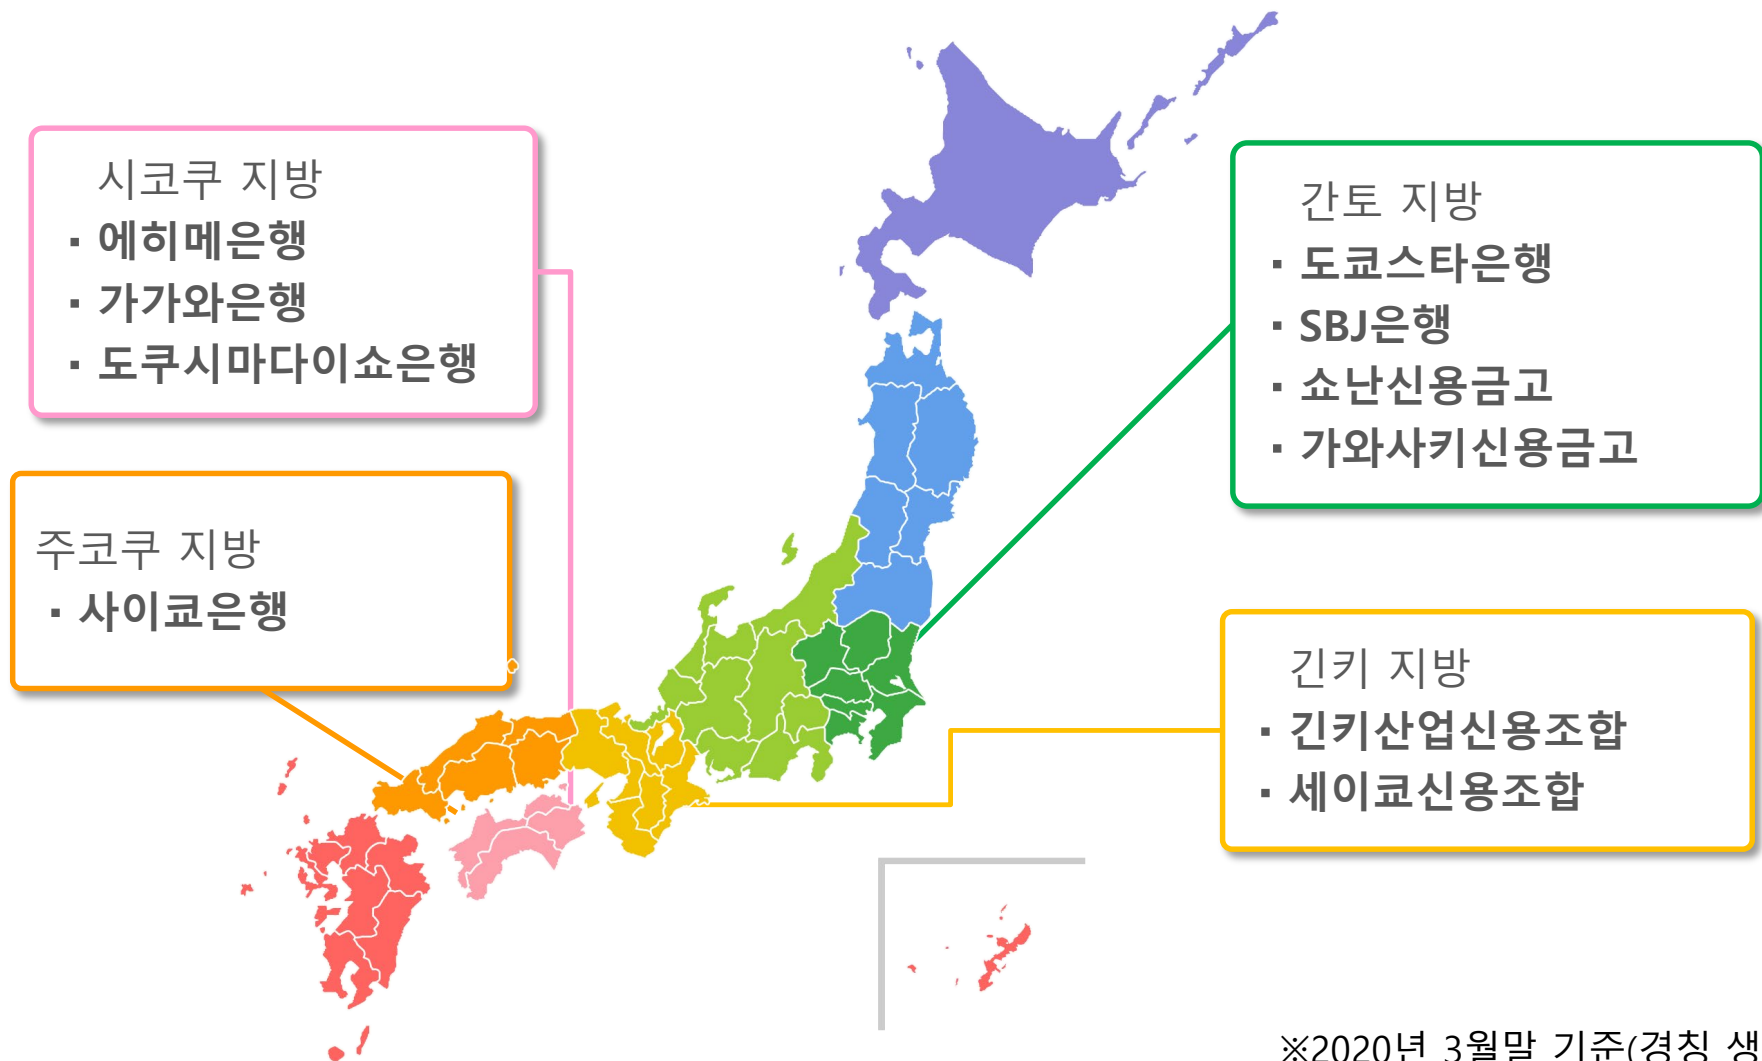 시코쿠 지방
▪ 에히메은행
▪ 가가와은행
▪ 도쿠시마다이쇼은행
주코쿠 지방
▪ 사이쿄은행
간토 지방
▪ 도쿄스타은행
▪ SBJ은행
▪ 쇼난신용금고
▪ 가와사키신용금고
긴키 지방
▪ 긴키산업신용조합
▪ 세이쿄신용조합
※2020년 3월말 기준(경칭 생